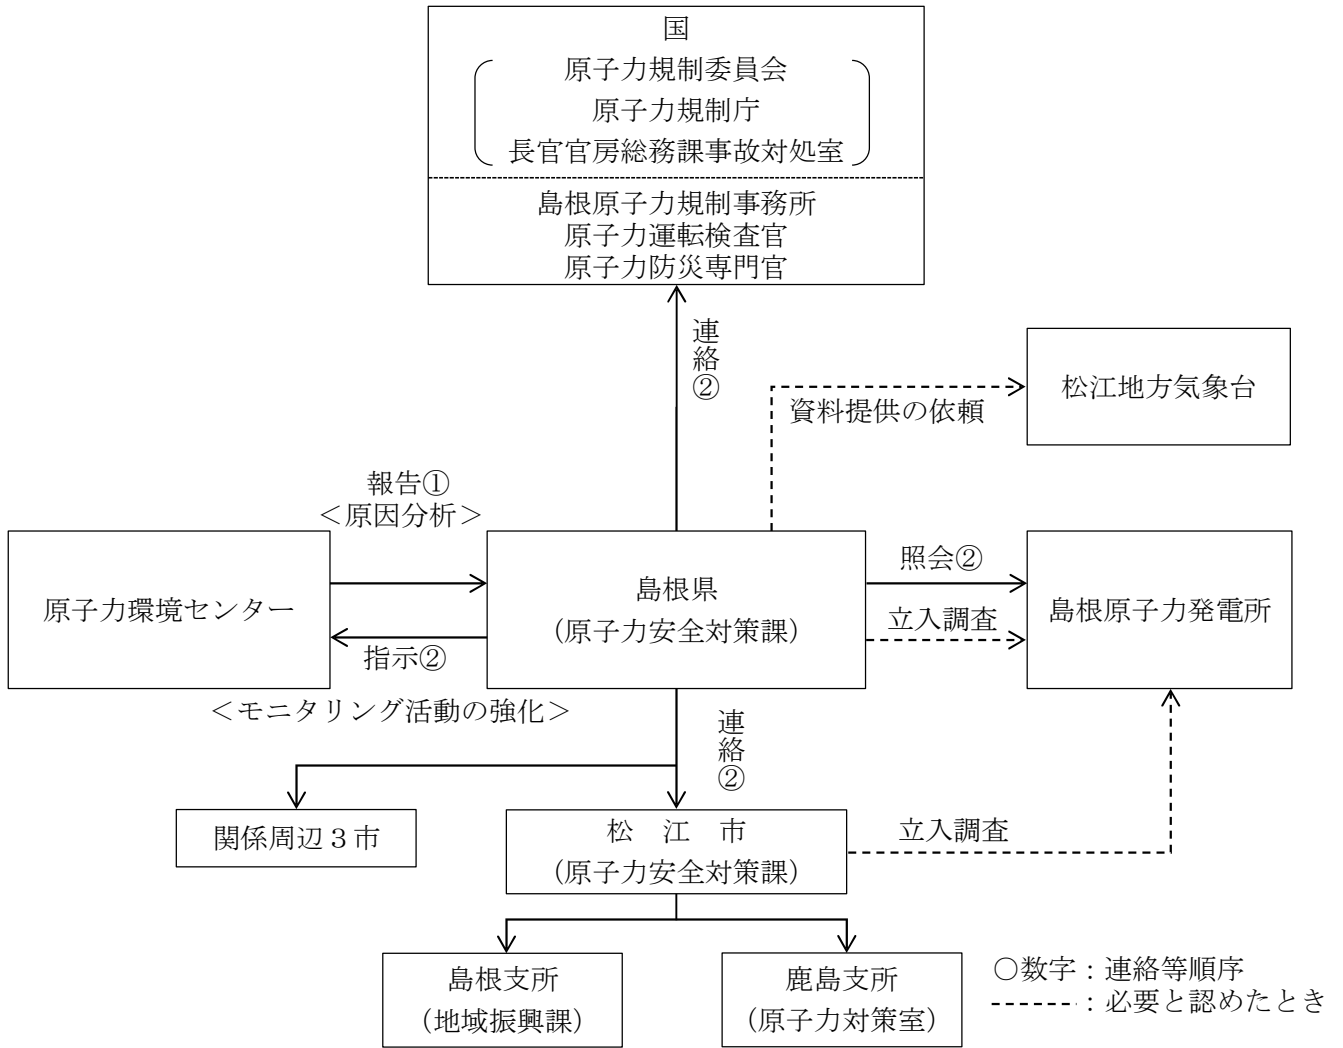 国
原子力規制委員会
原子力規制庁
長官官房総務課事故対処室
島根原子力規制事務所
原子力運転検査官
原子力防災専門官
連絡②
松江地方気象台
資料提供の依頼
報告①
＜原因分析＞
原子力環境センター
島根県
（原子力安全対策課）
照会②
立入調査
島根原子力発電所
指示②
＜モニタリング活動の強化＞
連絡②
関係周辺３市
松　江　市
（原子力安全対策課）
立入調査
島根支所
（地域振興課）
鹿島支所
（原子力対策室）
○数字：連絡等順序
：必要と認めたとき